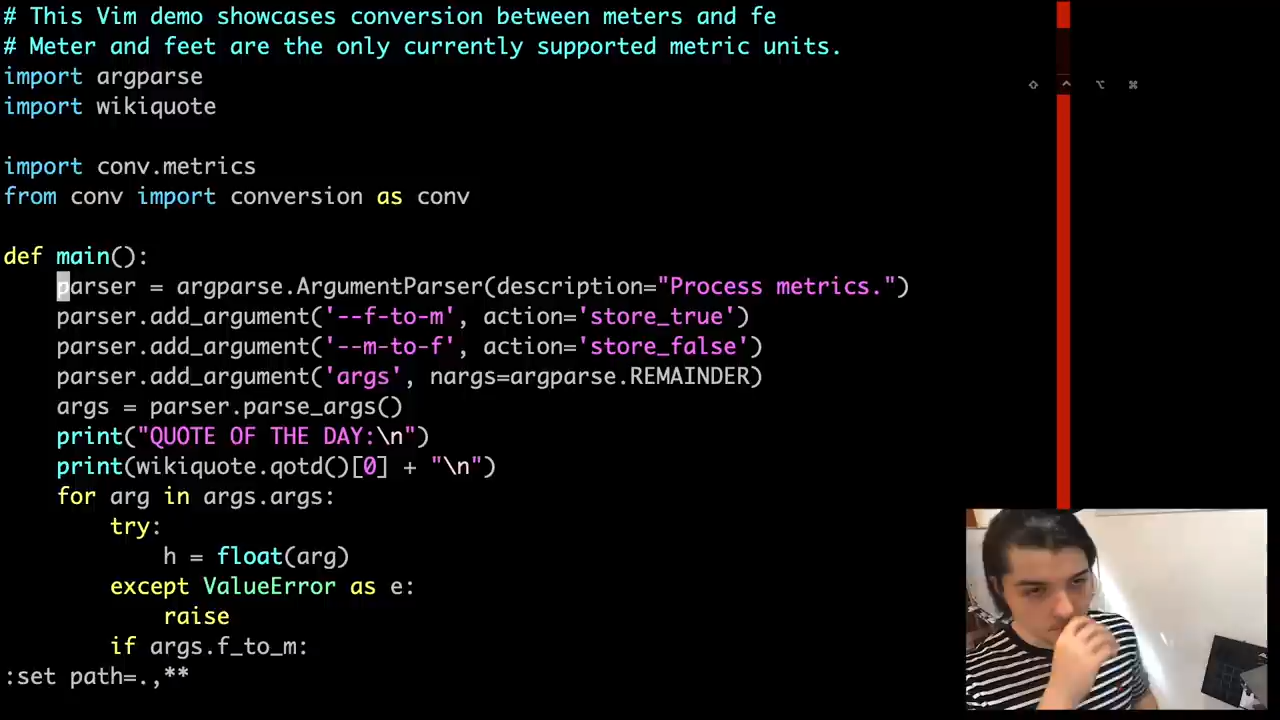 # This Vim demo showcases conversion between meters and fe
# Meter and feet are the only currently supported metric units.
import argparse
import wikiquote
import conv.metrics
from conv import conversion as conv
def main():
    parser = argparse.ArgumentParser(description="Process metrics.")
    parser.add_argument('--f-to-m', action='store_true')
    parser.add_argument('--m-to-f', action='store_false')
    parser.add_argument('args', nargs=argparse.REMAINDER)
    args = parser.parse_args()
    print("QUOTE OF THE DAY:\n")
    print(wikiquote.qotd()[0] + "\n")
    for arg in args.args:
        try:
            h = float(arg)
        except ValueError as e:
            raise
        if args.f_to_m:
:set path=.,**